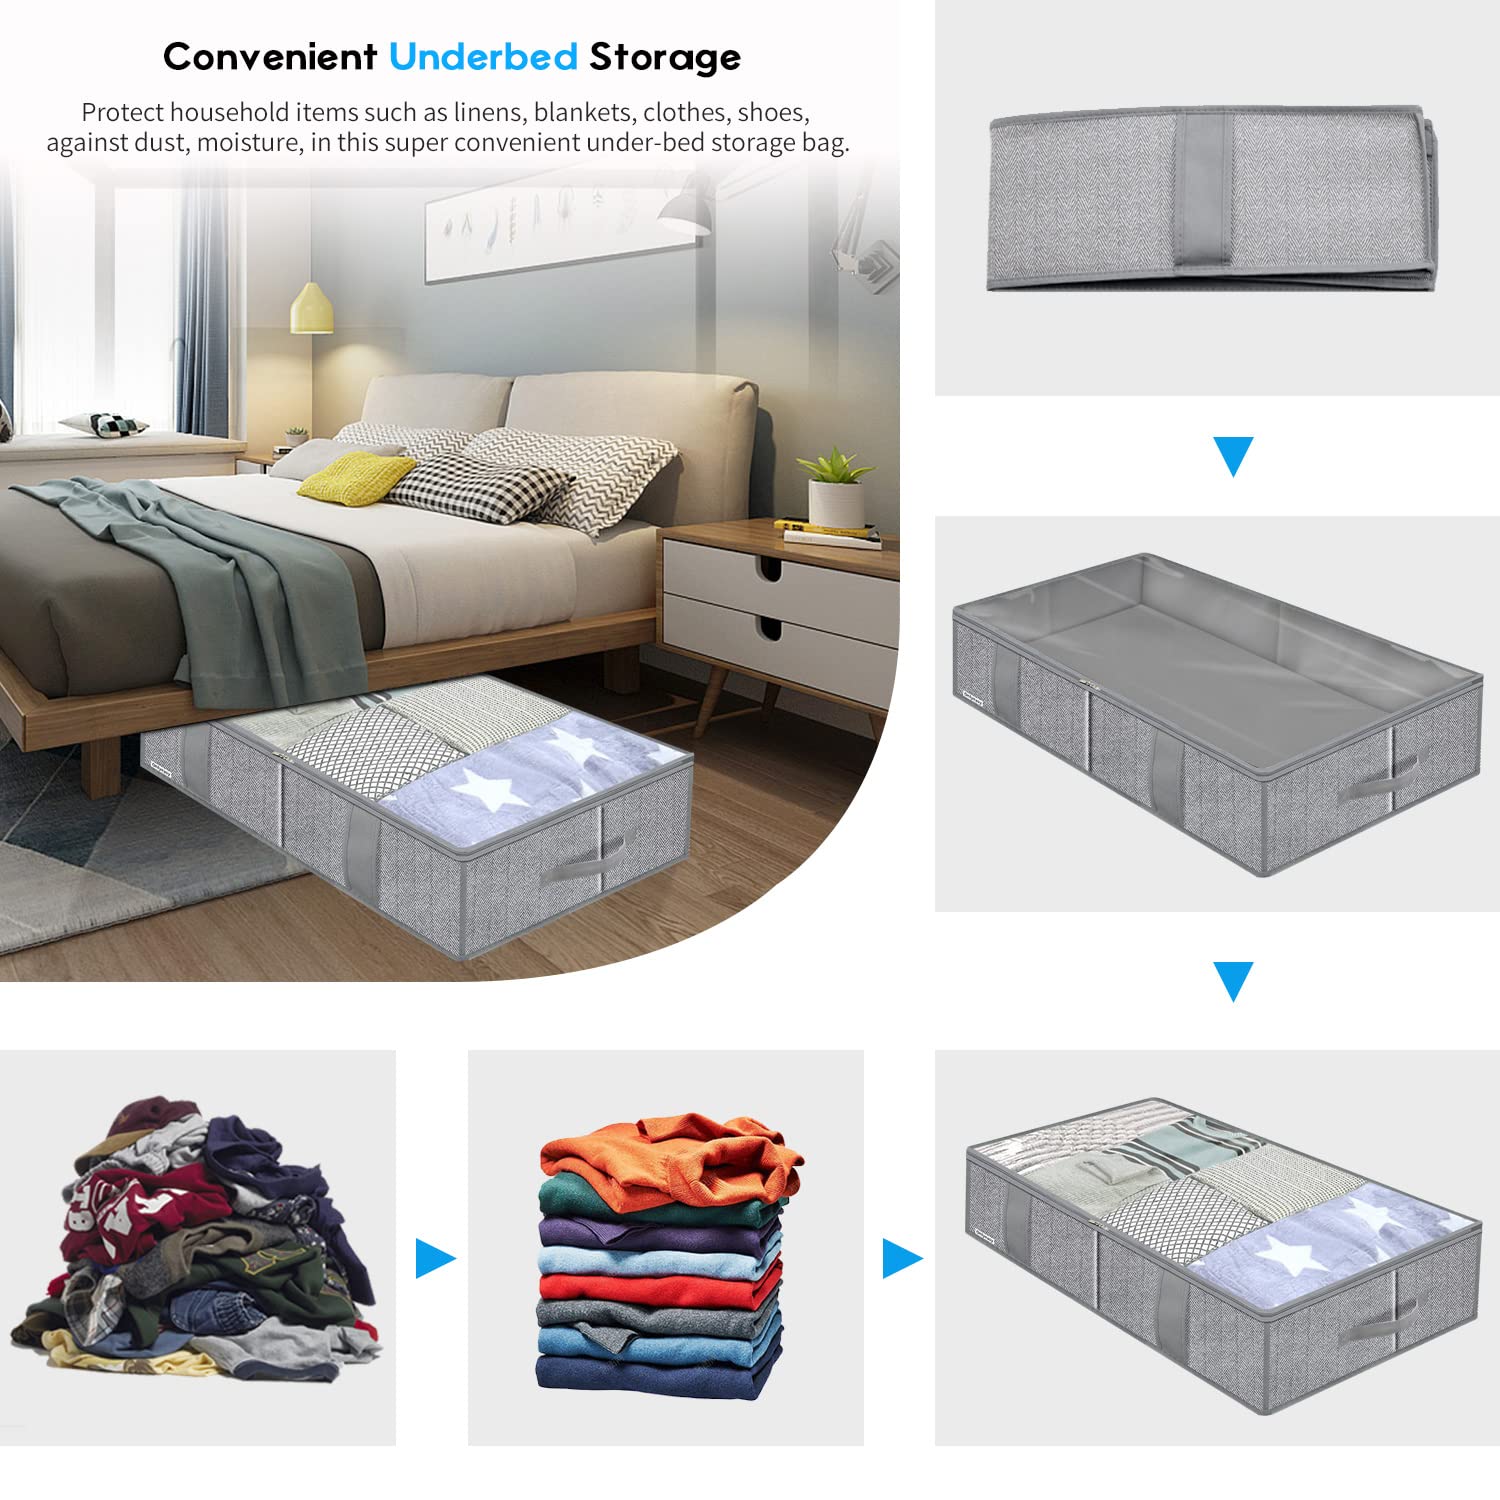 Convenient Underbed Storage
Protect household items such as linens, blankets, clothes, shoes,
against dust, moisture, in this super convenient under-bed storage bag.